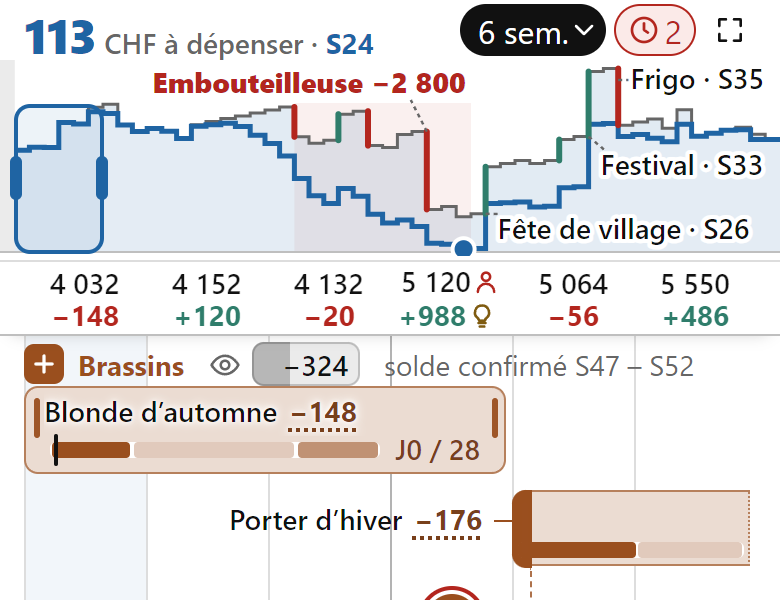 113 CHF à dépenser · S24
6 sem.
2
Embouteilleuse −2 800
Frigo · S35
Festival · S33
Fête de village · S26
4 032 4 152 4 132 5 120 5 064 5 550
−148 +120 −20 +988 −56 +486
Brassins −324 solde confirmé S47 – S52
Blonde d’automne −148
J0 / 28
Porter d’hiver −176